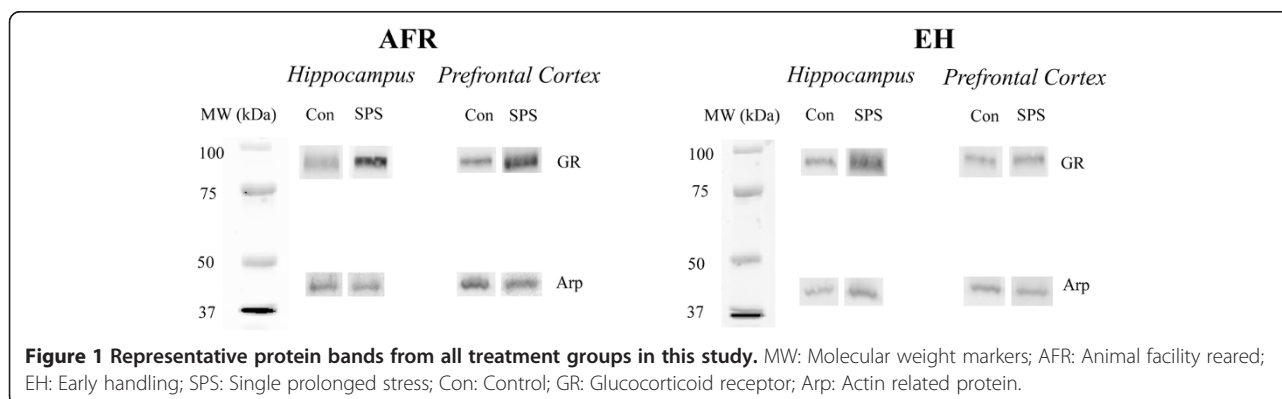 AFR
Hippocampus Prefrontal Cortex
MW (kDa) Con SPS Con SPS
100 GR
75
50
Arp
37
EH
Hippocampus Prefrontal Cortex
MW (kDa) Con SPS Con SPS
100 GR
75
50
Arp
37
Figure 1 Representative protein bands from all treatment groups in this study. MW: Molecular weight markers; AFR: Animal facility reared;
EH: Early handling; SPS: Single prolonged stress; Con: Control; GR: Glucocorticoid receptor; Arp: Actin related protein.